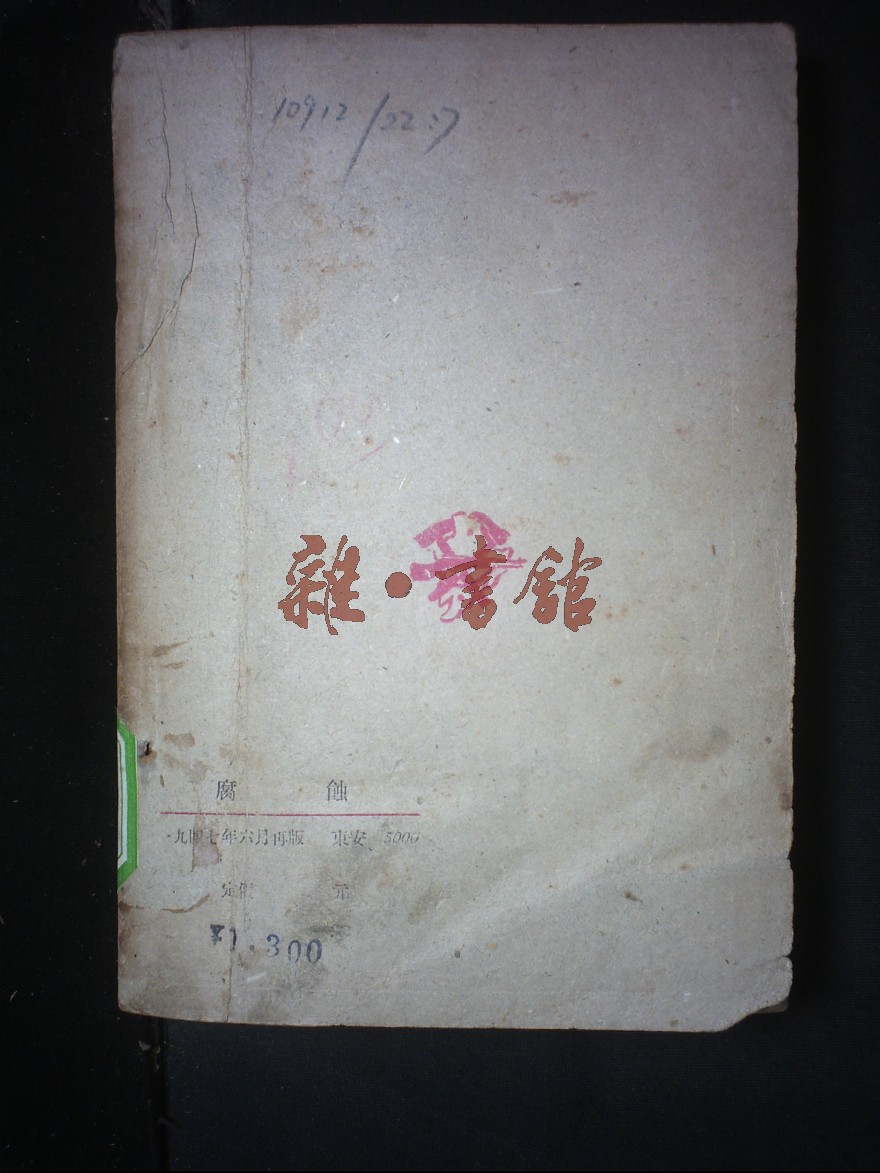 10912/22:7
雜·書館
腐蝕
一九四七年六月再版 東安 5000
定價 元
¥1.300